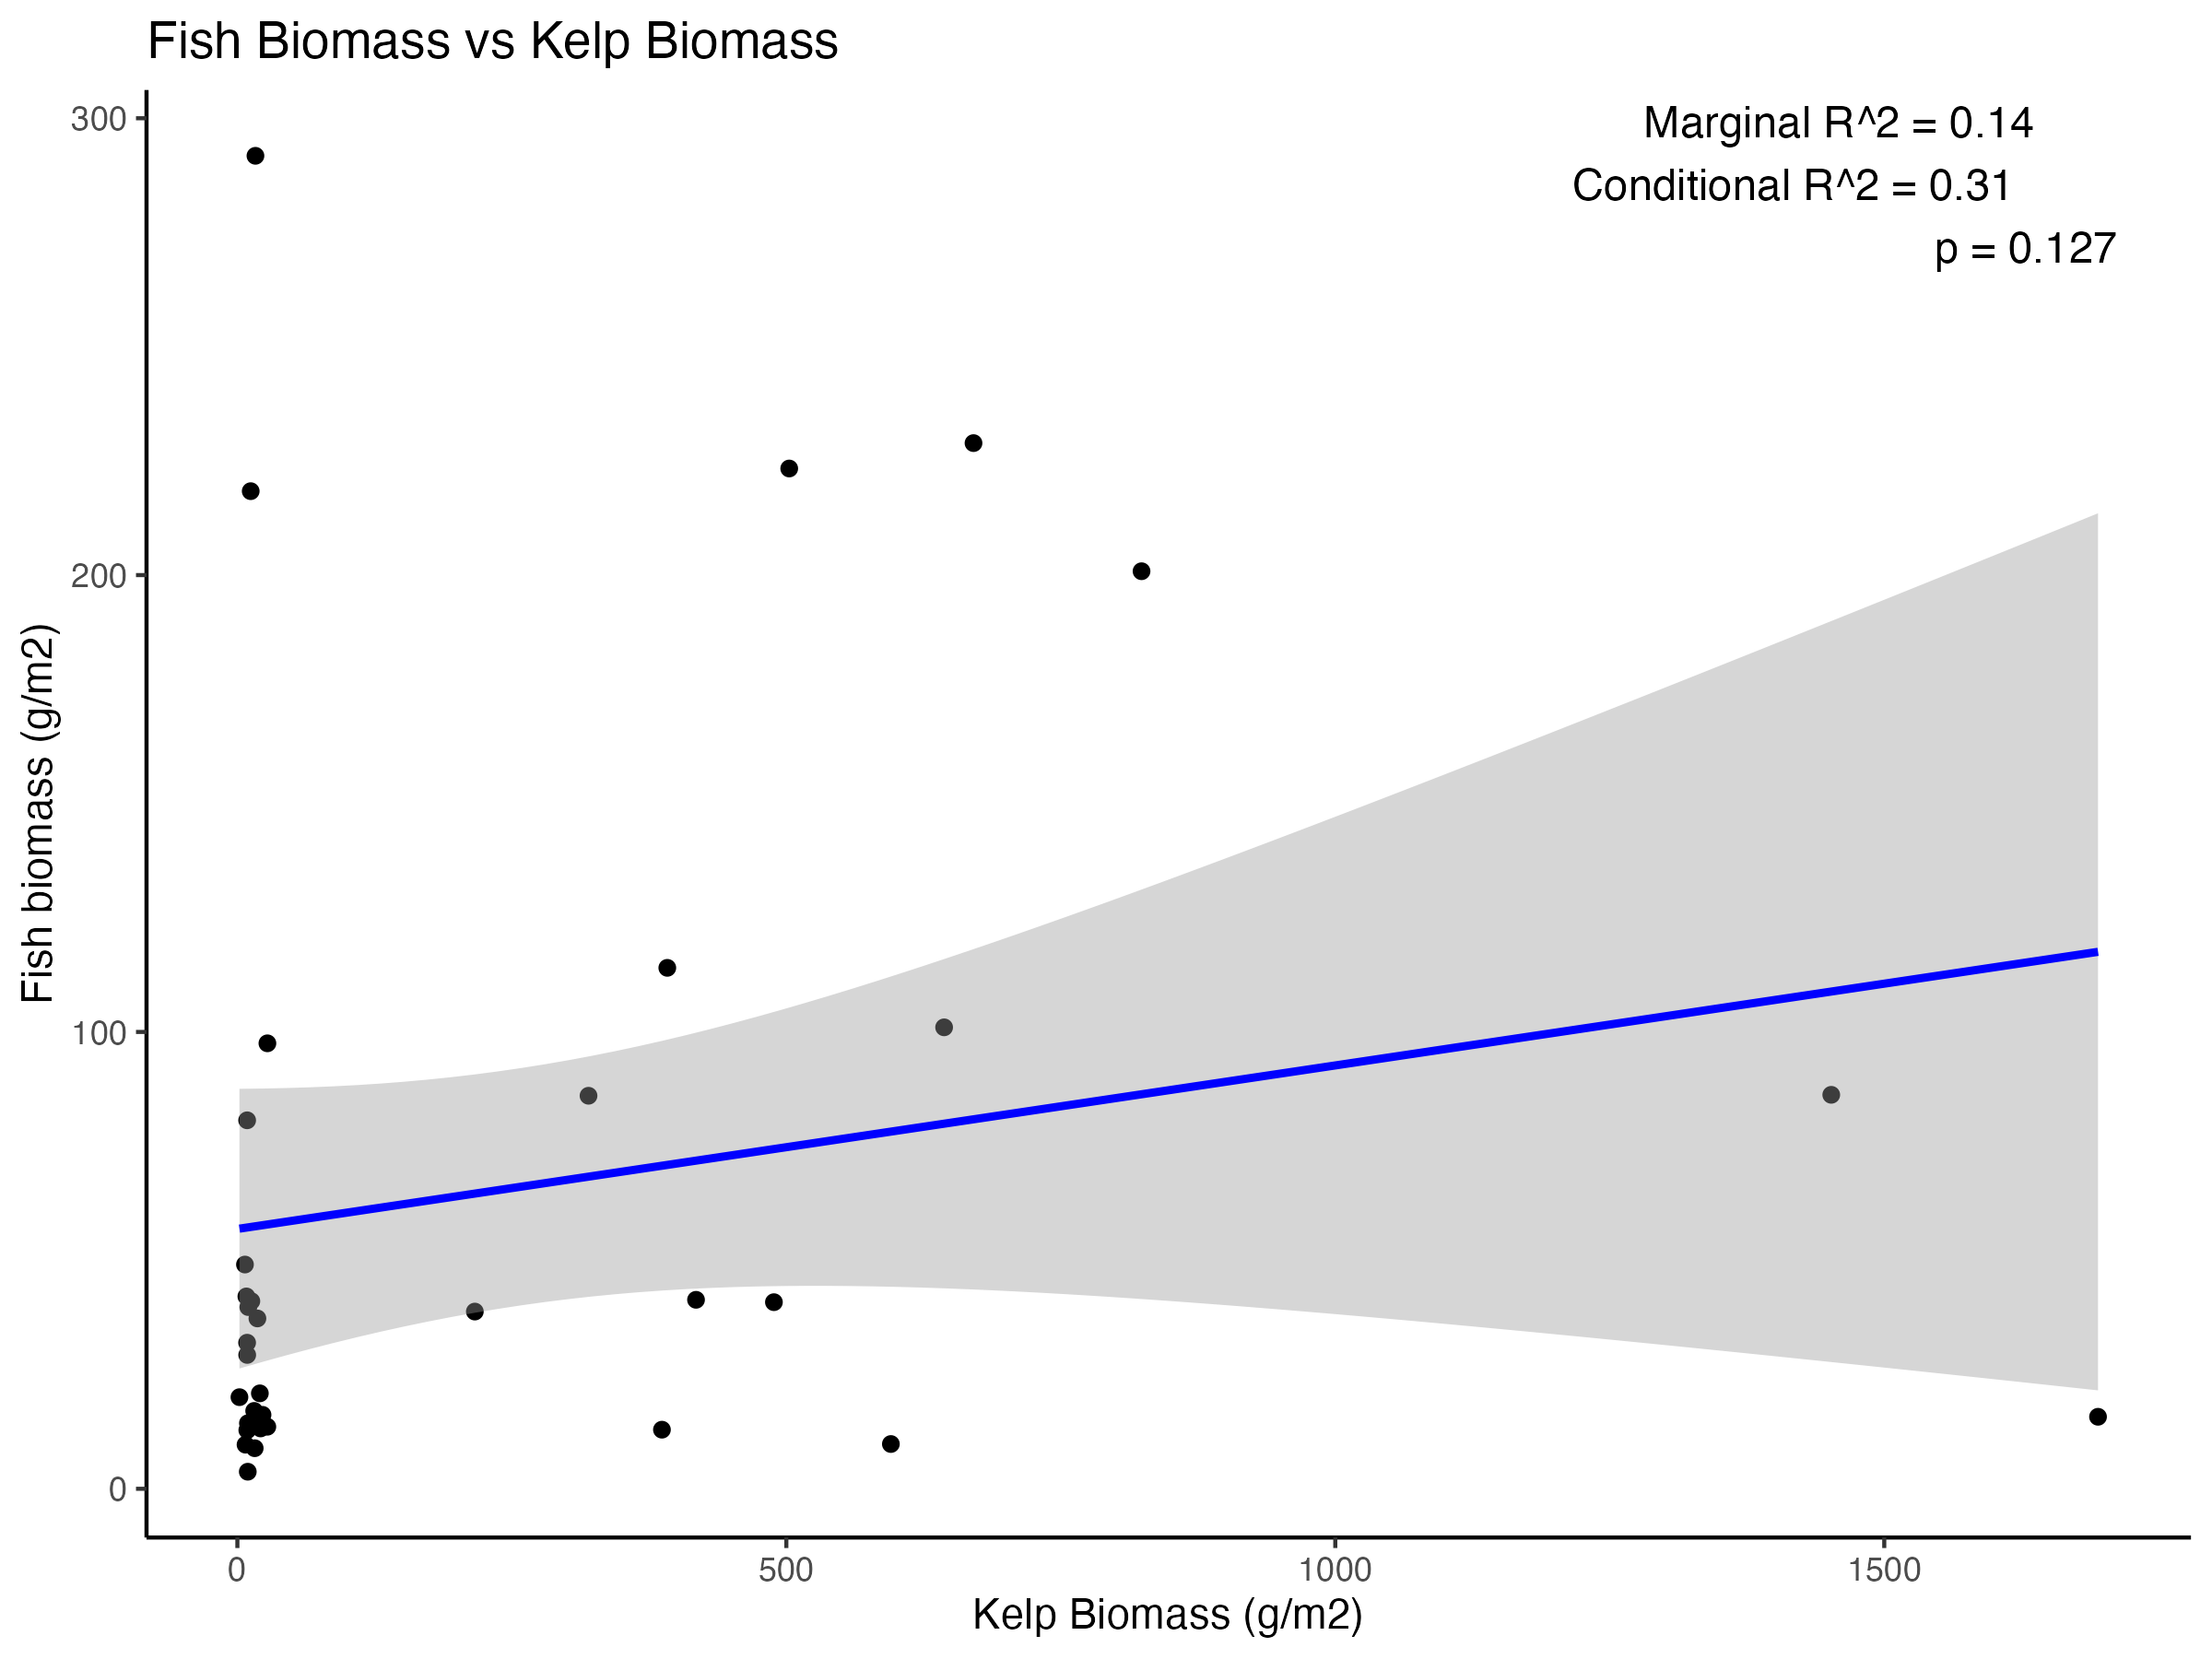 Fish Biomass vs Kelp Biomass
Marginal R^2 = 0.14
Conditional R^2 = 0.31
p = 0.127
Fish biomass (g/m2)
300
200
100
0
0 500 1000 1500
Kelp Biomass (g/m2)